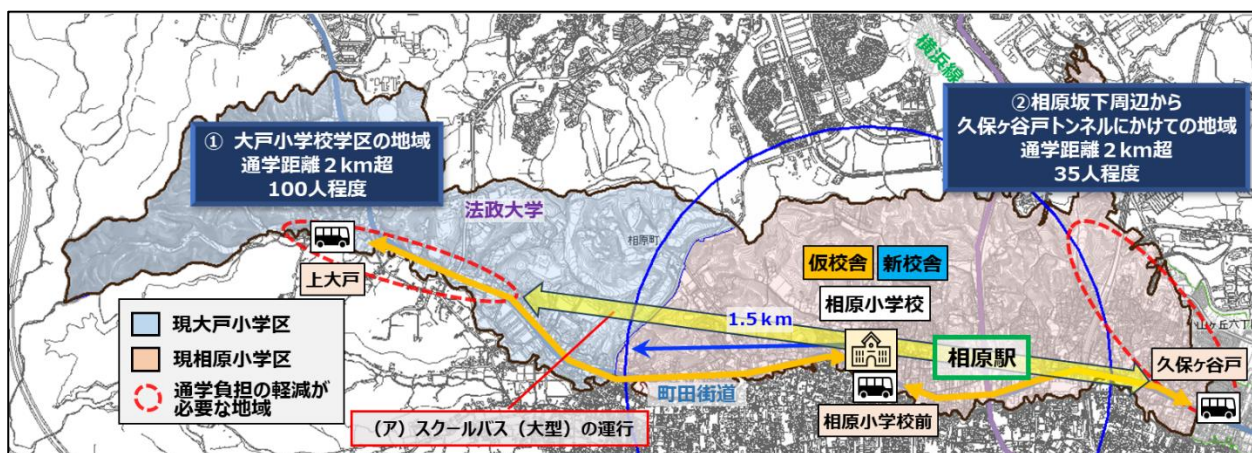 横浜線
① 大戸小学校学区の地域
通学距離２km超
100人程度
②相原坂下周辺から
久保ヶ谷戸トンネルにかけての地域
通学距離２km超
35人程度
法政大学
相原町
上大戸
仮校舎
新校舎
相原小学校
1.5km
相原駅
久保ヶ谷戸
町田街道
相原小学校前
（ア）スクールバス（大型）の運行
現大戸小学区
現相原小学区
通学負担の軽減が
必要な地域